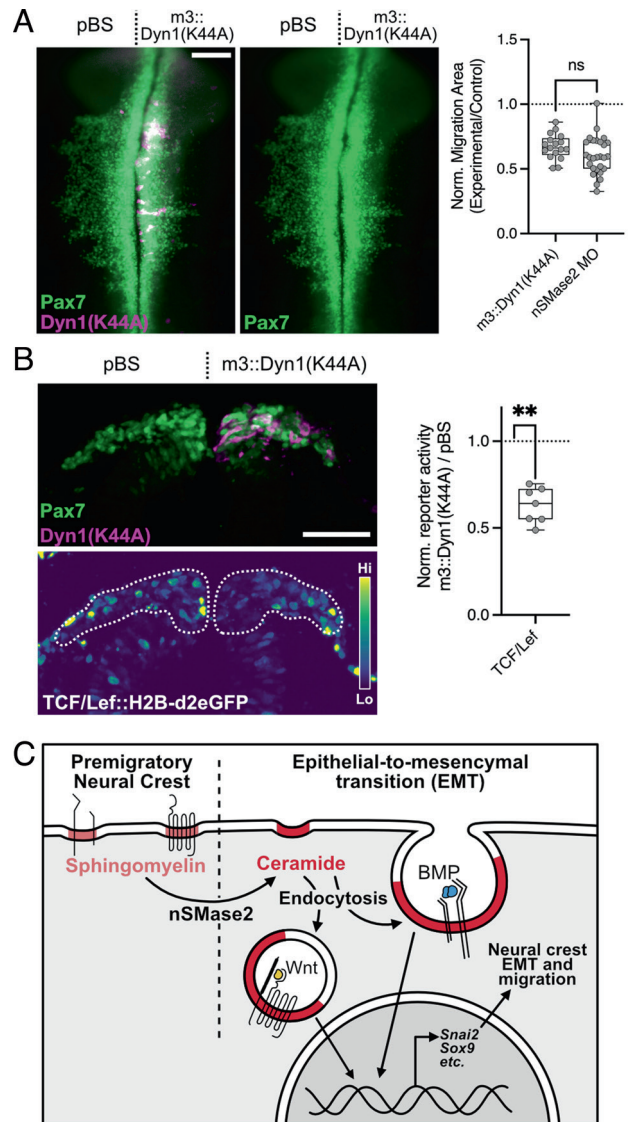 A
pBS
m3::
Dyn1(K44A)
pBS
m3::
Dyn1(K44A)
Pax7
Dyn1(K44A)
Pax7
Norm. Migration Area
(Experimental/Control)
ns
1.5
1.0
0.5
0.0
m3::Dyn1(K44A)
nSMase2 MO
B
pBS
m3::Dyn1(K44A)
Pax7
Dyn1(K44A)
Hi
Lo
TCF/Lef::H2B-d2eGFP
Norm. reporter activity
m3::Dyn1(K44A) / pBS
**
1.0
0.5
0.0
TCF/Lef
C
Premigratory
Neural Crest
Epithelial-to-mesencymal
transition (EMT)
Sphingomyelin
Ceramide
nSMase2
Endocytosis
BMP
Wnt
Neural crest
EMT and
migration
Snai2
Sox9
etc.